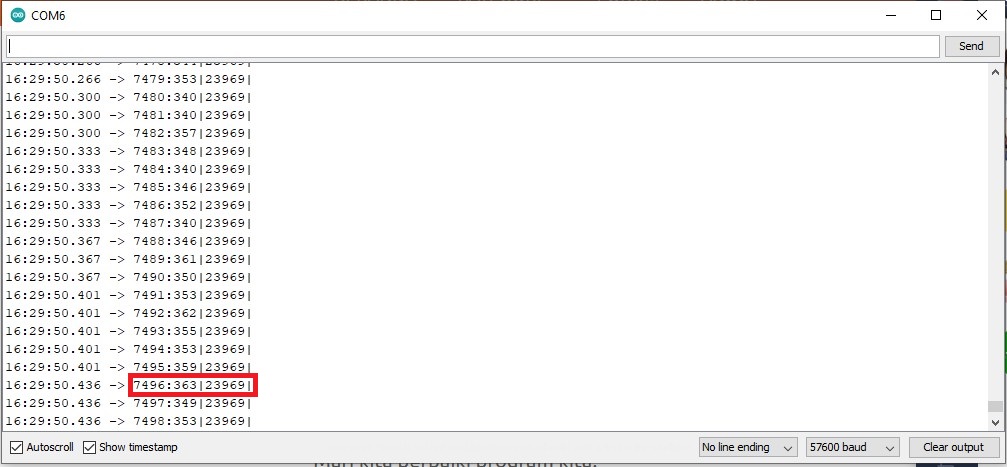 COM6
Send
16:29:50.266 -> 7479:353|23969|
16:29:50.300 -> 7480:340|23969|
16:29:50.300 -> 7481:340|23969|
16:29:50.300 -> 7482:357|23969|
16:29:50.333 -> 7483:348|23969|
16:29:50.333 -> 7484:340|23969|
16:29:50.333 -> 7485:346|23969|
16:29:50.333 -> 7486:352|23969|
16:29:50.333 -> 7487:340|23969|
16:29:50.367 -> 7488:346|23969|
16:29:50.367 -> 7489:361|23969|
16:29:50.367 -> 7490:350|23969|
16:29:50.401 -> 7491:353|23969|
16:29:50.401 -> 7492:362|23969|
16:29:50.401 -> 7493:355|23969|
16:29:50.401 -> 7494:353|23969|
16:29:50.401 -> 7495:359|23969|
16:29:50.436 -> 7496:363|23969|
16:29:50.436 -> 7497:349|23969|
16:29:50.436 -> 7498:353|23969|
Autoscroll Show timestamp No line ending 57600 baud Clear output
Mari kita perbaiki program kita.